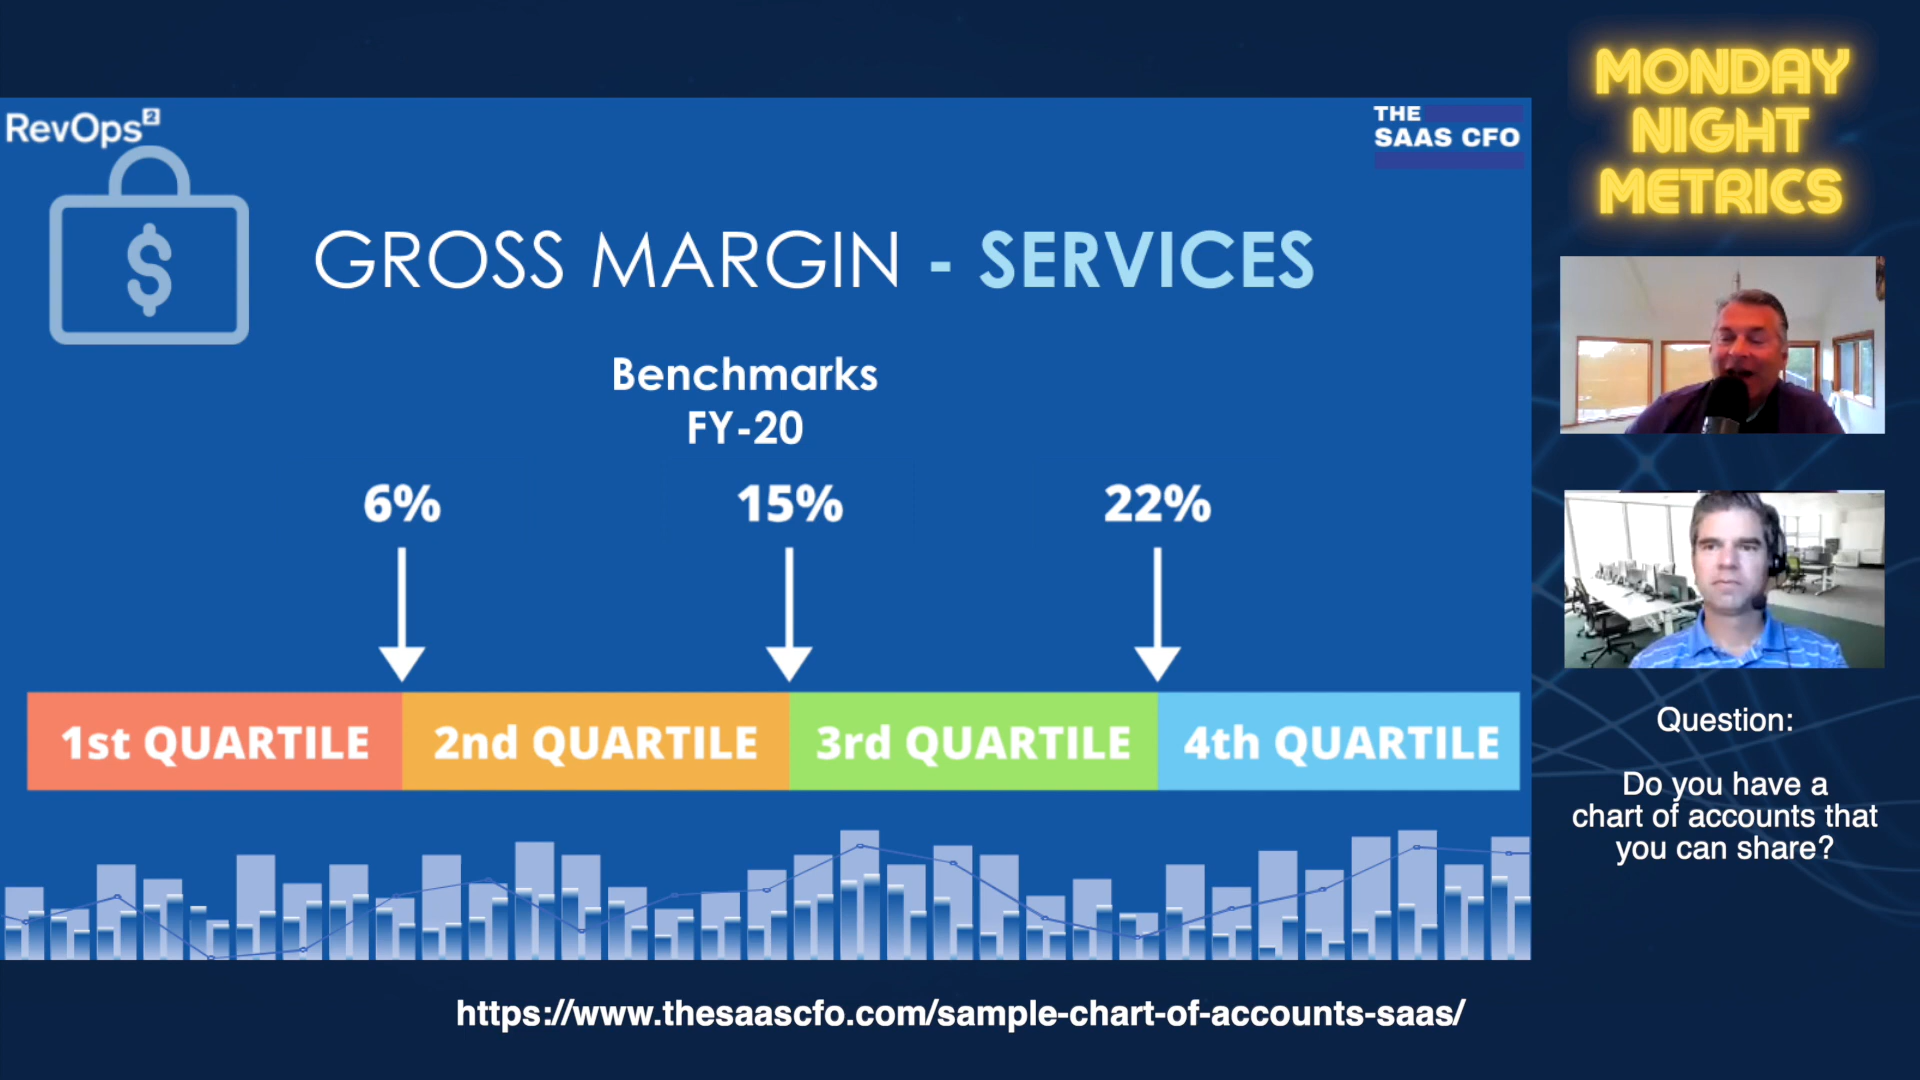 RevOps²
THE
SAAS CFO
GROSS MARGIN - SERVICES
Benchmarks
FY-20
6%
15%
22%
1st QUARTILE
2nd QUARTILE
3rd QUARTILE
4th QUARTILE
$
MONDAY
NIGHT
METRICS
Question:
Do you have a
chart of accounts that
you can share?
https://www.thesaascfo.com/sample-chart-of-accounts-saas/